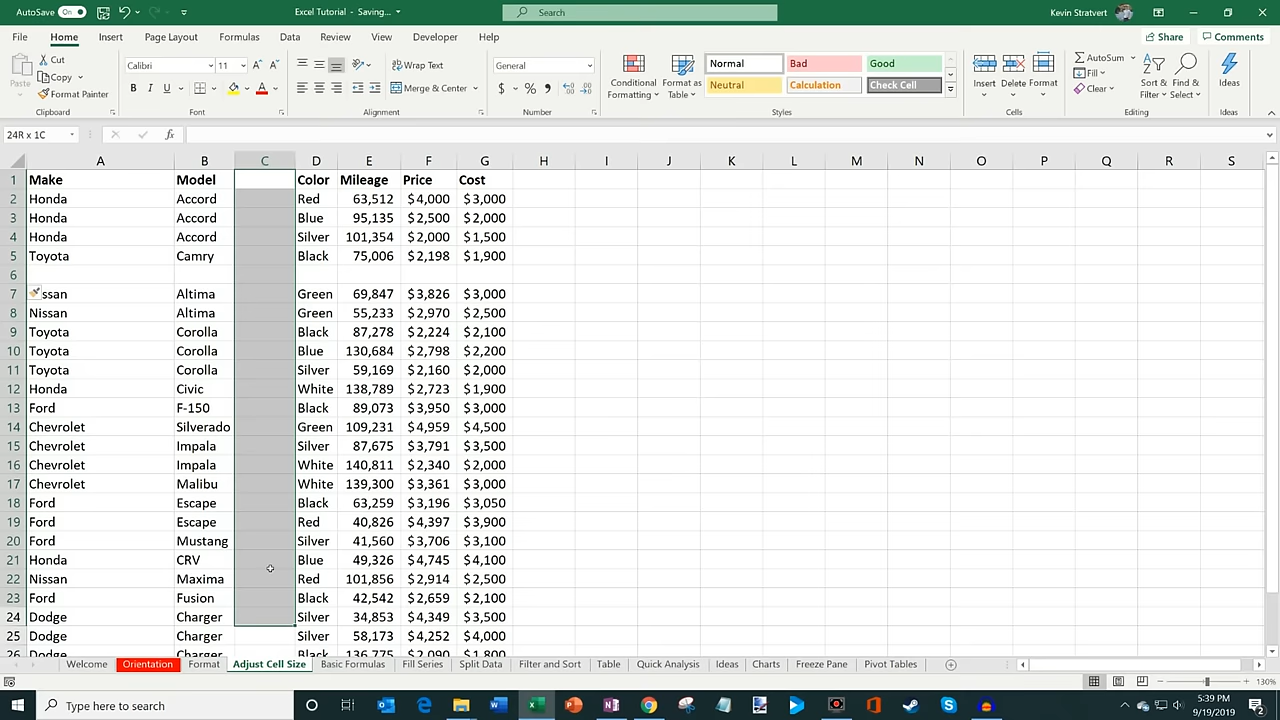 AutoSave On Excel Tutorial - Saving... Search Kevin Stratvert
File Home Insert Page Layout Formulas Data Review View Developer Help Share Comments
Paste Cut Copy Format Painter Clipboard
Calibri 11 B I U A Font
Wrap Text Merge & Center Alignment
General $ % Number
Conditional Formatting Format as Table Normal Bad Good Neutral Calculation Check Cell Styles
Insert Delete Format Cells
AutoSum Fill Clear Sort & Filter Find & Select Editing
Ideas Ideas
24R x 1C fx
A B C D E F G H I J K L M N O P Q R S
1 Make Model Color Mileage Price Cost
2 Honda Accord Red 63,512 $4,000 $3,000
3 Honda Accord Blue 95,135 $2,500 $2,000
4 Honda Accord Silver 101,354 $2,000 $1,500
5 Toyota Camry Black 75,006 $2,198 $1,900
6
7 ssan Altima Green 69,847 $3,826 $3,000
8 Nissan Altima Green 55,233 $2,970 $2,500
9 Toyota Corolla Black 87,278 $2,224 $2,100
10 Toyota Corolla Blue 130,684 $2,798 $2,200
11 Toyota Corolla Silver 59,169 $2,160 $2,000
12 Honda Civic White 138,789 $2,723 $1,900
13 Ford F-150 Black 89,073 $3,950 $3,000
14 Chevrolet Silverado Green 109,231 $4,959 $4,500
15 Chevrolet Impala Silver 87,675 $3,791 $3,500
16 Chevrolet Impala White 140,811 $2,340 $2,000
17 Chevrolet Malibu White 139,300 $3,361 $3,000
18 Ford Escape Black 63,259 $3,196 $3,050
19 Ford Escape Red 40,826 $4,397 $3,900
20 Ford Mustang Silver 41,560 $3,706 $3,100
21 Honda CRV Blue 49,326 $4,745 $4,100
22 Nissan Maxima Red 101,856 $2,914 $2,500
23 Ford Fusion Black 42,542 $2,659 $2,100
24 Dodge Charger Silver 34,853 $4,349 $3,500
25 Dodge Charger Silver 58,173 $4,252 $4,000
26 Dodge Charger Black 136,775 $2,090 $1,800
Welcome Orientation Format Adjust Cell Size Basic Formulas Fill Series Split Data Filter and Sort Table Quick Analysis Ideas Charts Freeze Pane Pivot Tables
130%
Type here to search 5:39 PM
9/19/2019 2